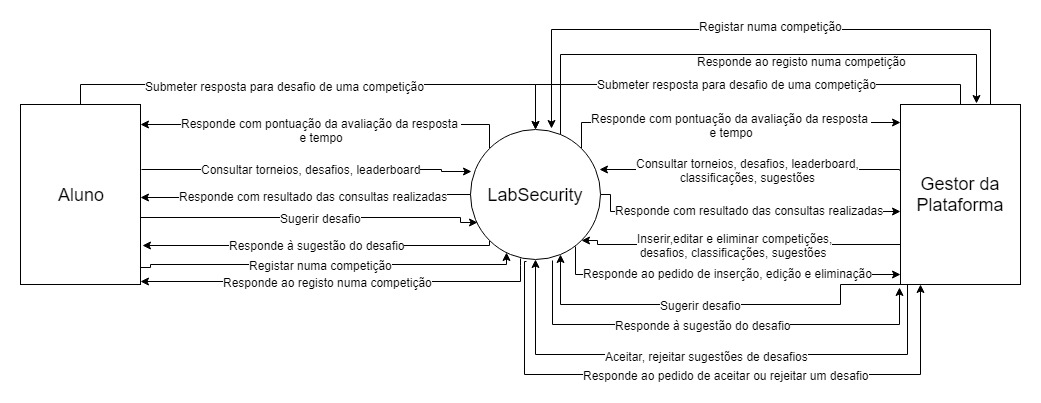 Registar numa competição
Responde ao registo numa competição
Submeter resposta para desafio de uma competição
Submeter resposta para desafio de uma competição
Responde com pontuação da avaliação da resposta
e tempo
Responde com pontuação da avaliação da resposta
e tempo
Consultar torneios, desafios, leaderboard
Consultar torneios, desafios, leaderboard,
classificações, sugestões
Aluno
LabSecurity
Gestor da
Plataforma
Responde com resultado das consultas realizadas
Responde com resultado das consultas realizadas
Sugerir desafio
Inserir,editar e eliminar competições,
desafios, classificações, sugestões
Responde à sugestão do desafio
Registar numa competição
Responde ao pedido de inserção, edição e eliminação
Responde ao registo numa competição
Sugerir desafio
Responde à sugestão do desafio
Aceitar, rejeitar sugestões de desafios
Responde ao pedido de aceitar ou rejeitar um desafio